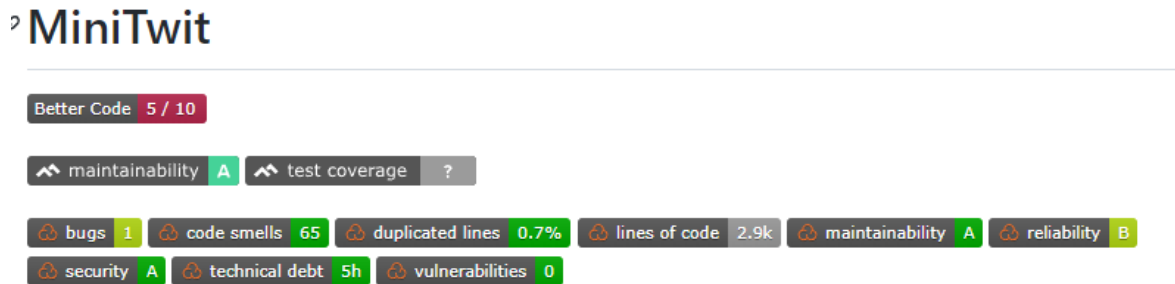 MiniTwit
Better Code 5 / 10
maintainability A test coverage ?
bugs 1 code smells 65 duplicated lines 0.7% lines of code 2.9k maintainability A reliability B
security A technical debt 5h vulnerabilities 0